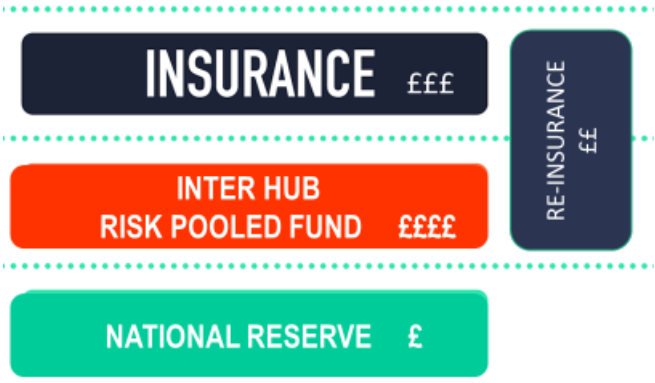 INSURANCE £££
RE-INSURANCE
££
INTER HUB
RISK POOLED FUND ££££
NATIONAL RESERVE £